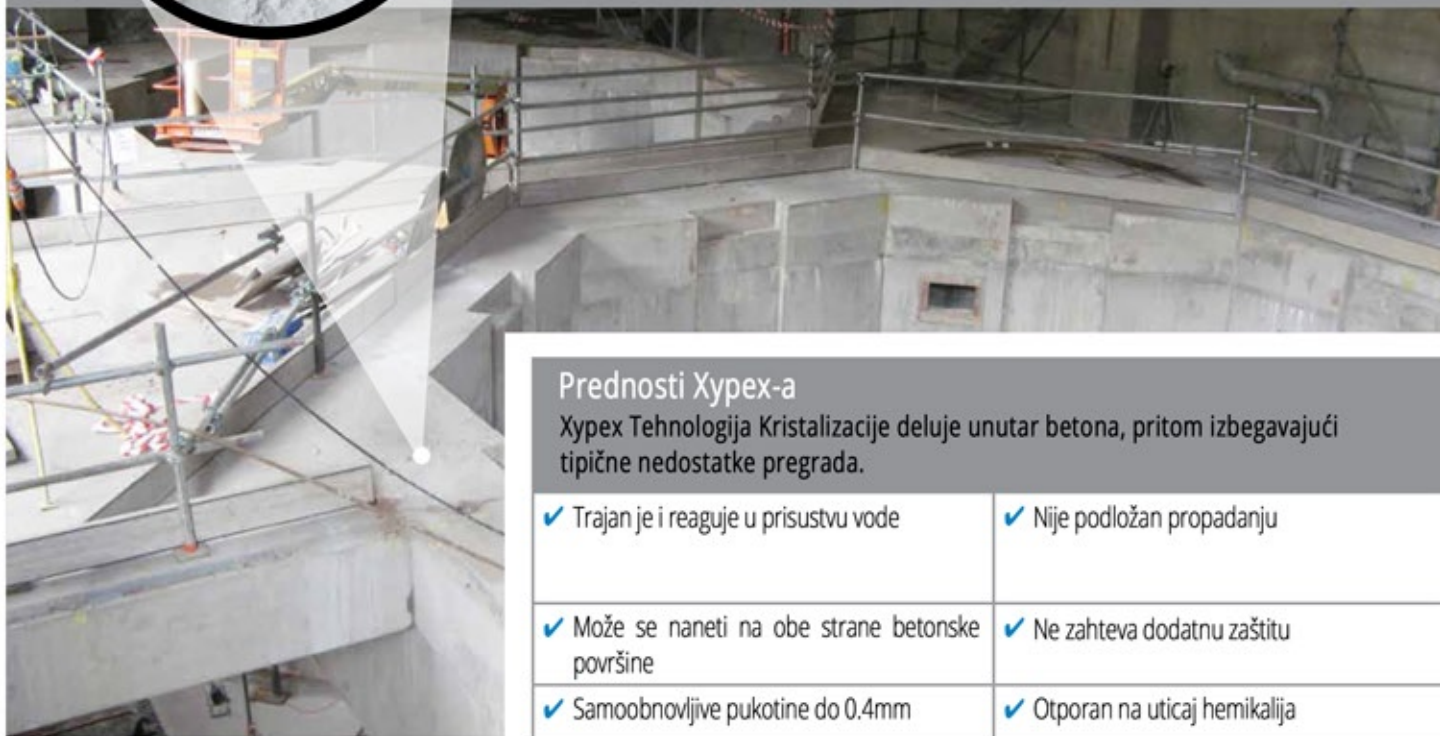 Prednosti Xypex-a
Xypex Tehnologija Kristalizacije deluje unutar betona, pritom izbegavajući
tipične nedostatke pregrada.
✔ Trajan je i reaguje u prisustvu vode
✔ Nije podložan propadanju
✔ Može se naneti na obe strane betonske
površine
✔ Ne zahteva dodatnu zaštitu
✔ Samoobnovljive pukotine do 0.4mm
✔ Otporan na uticaj hemikalija